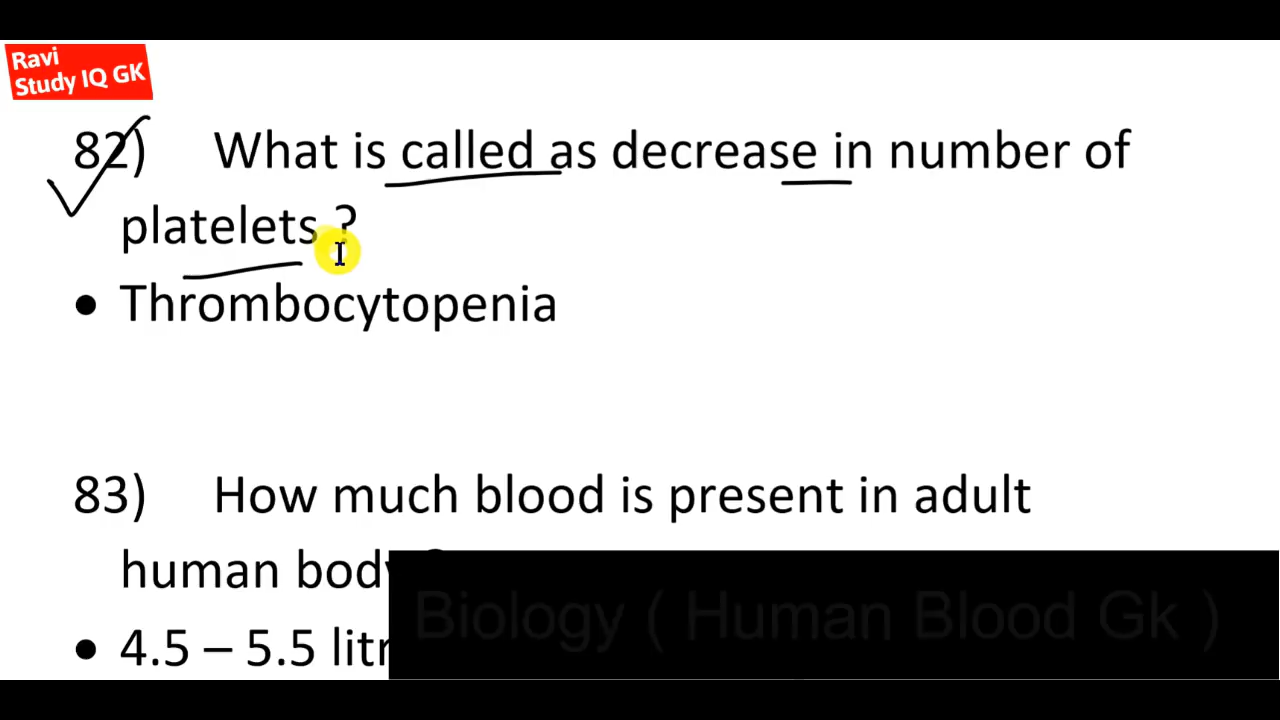 Ravi
Study IQ GK
82) What is called as decrease in number of
platelets ?
• Thrombocytopenia
83) How much blood is present in adult
human body
• 4.5 – 5.5 litr
Biology ( Human Blood Gk )